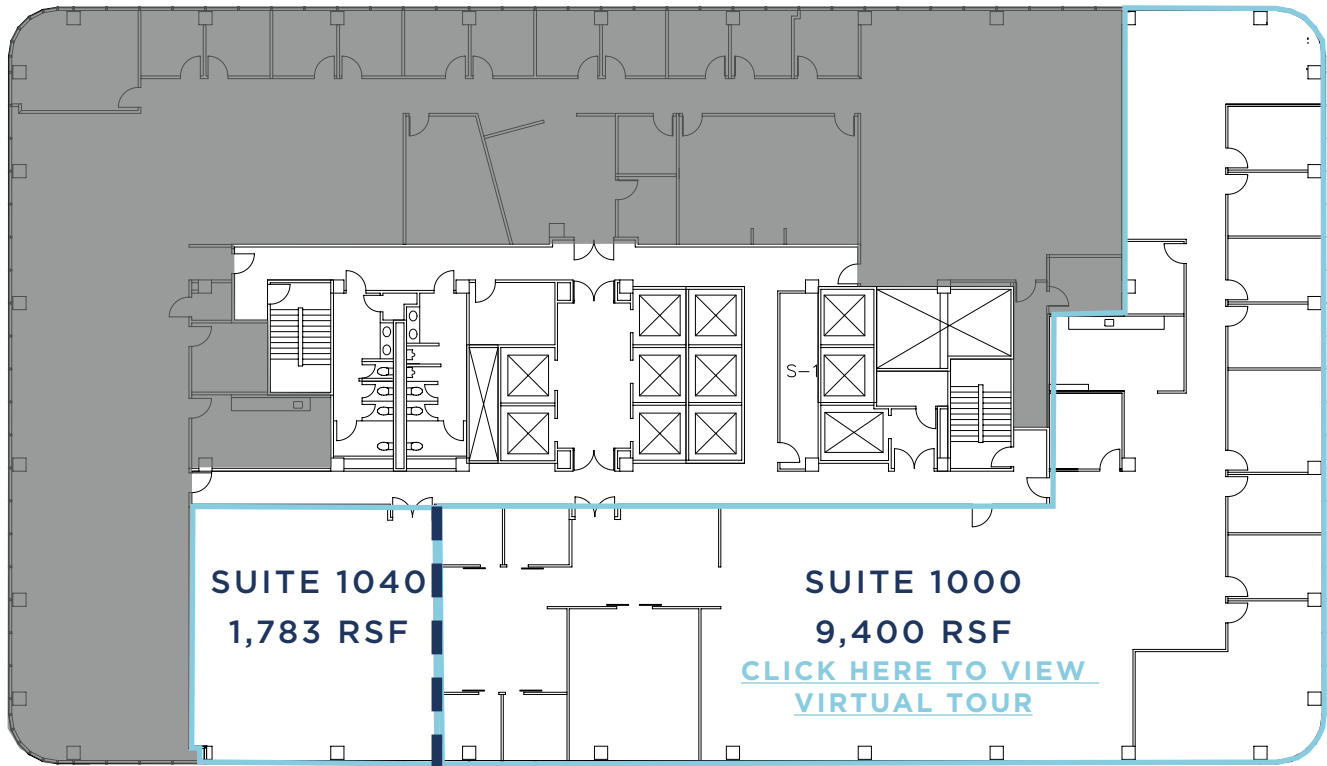 S-1
SUITE 1040
1,783 RSF
SUITE 1000
9,400 RSF
CLICK HERE TO VIEW
VIRTUAL TOUR